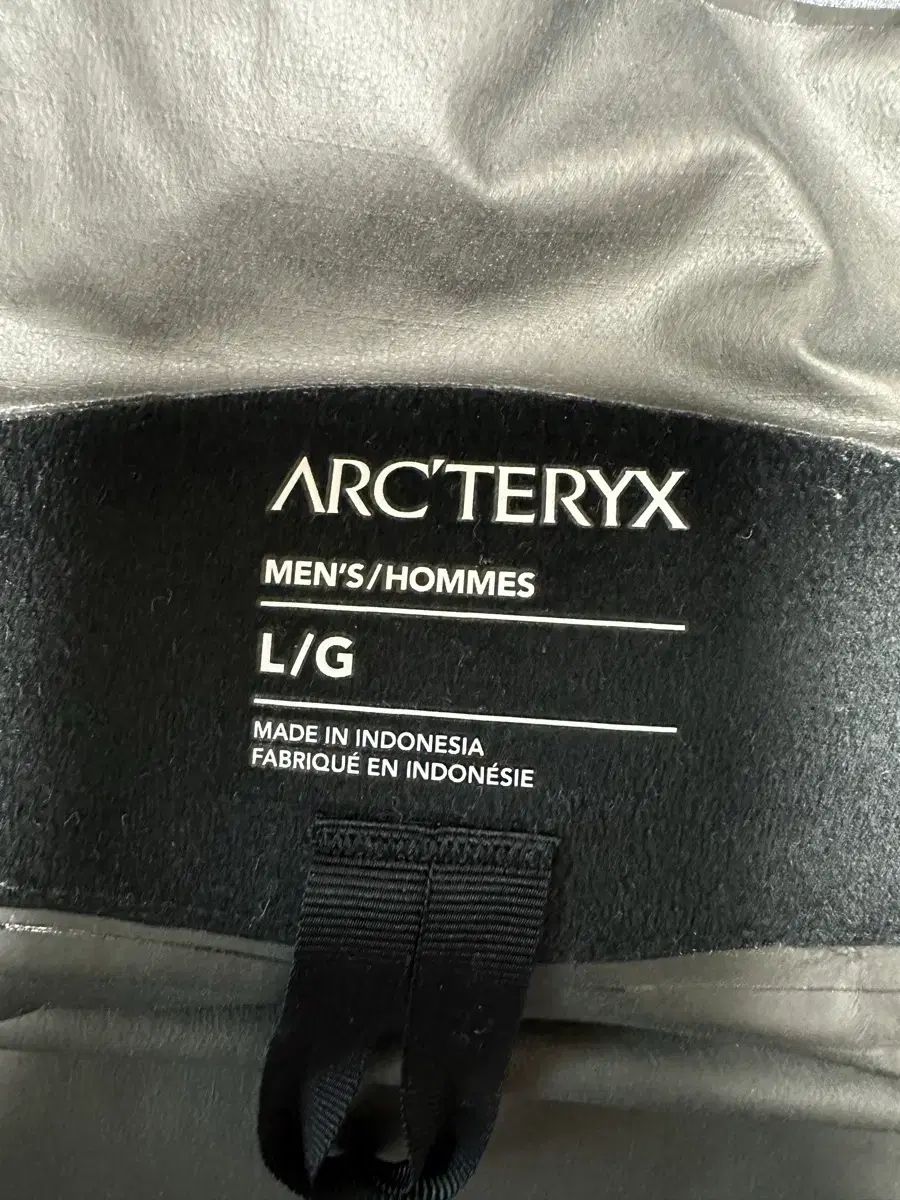 ARC'TERYX
MEN'S/HOMMES
L/G
MADE IN INDONESIA
FABRIQUÉ EN INDONÉSIE